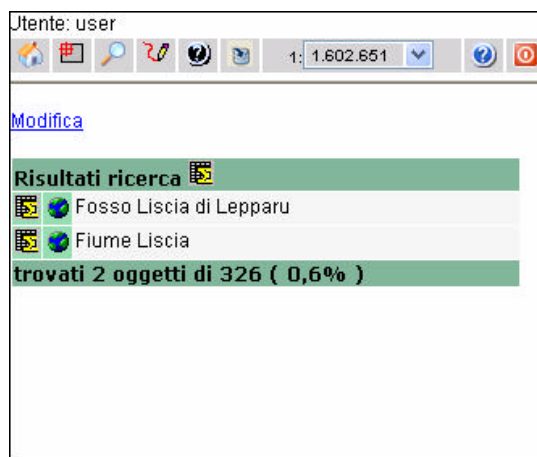 Utente: user
1: 1.602.651
Modifica
Risultati ricerca
Fosso Liscia di Lepparu
Fiume Liscia
trovati 2 oggetti di 326 ( 0,6% )